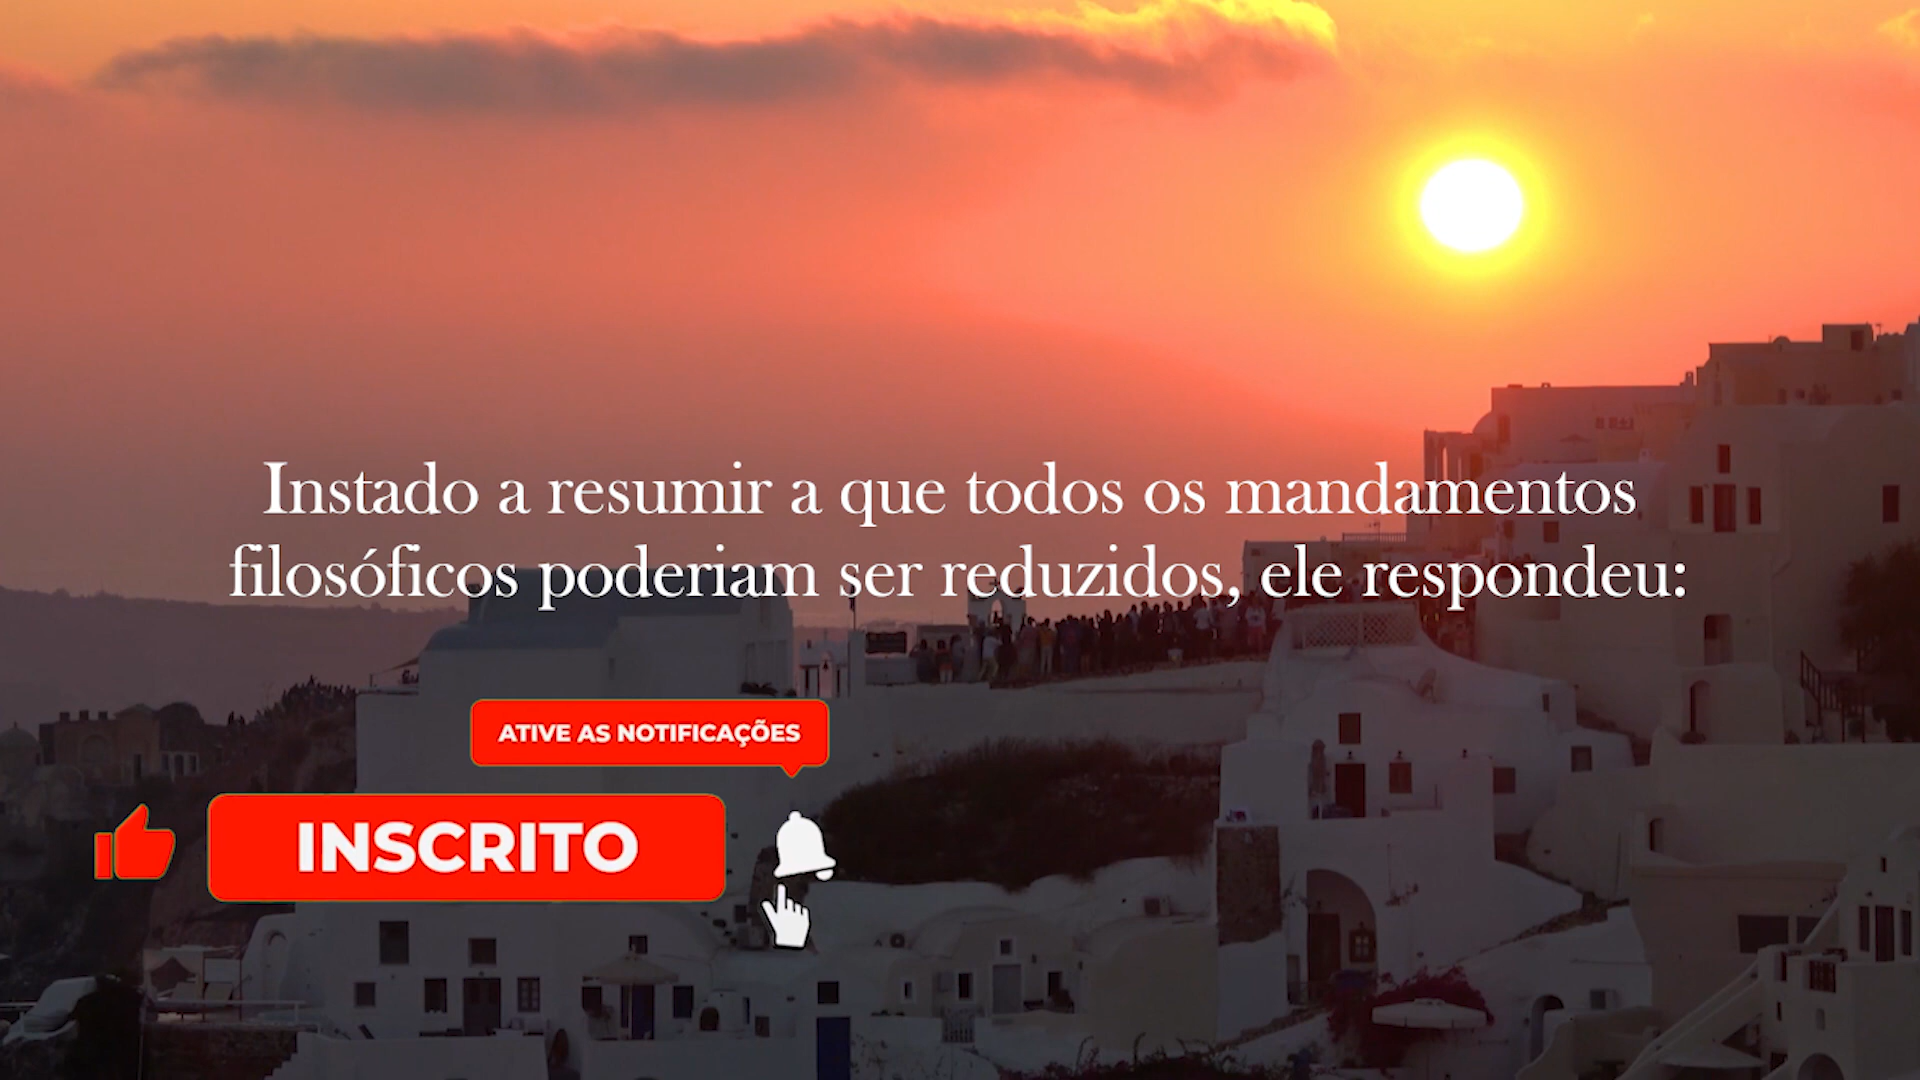 Instado a resumir a que todos os mandamentos
filosóficos poderiam ser reduzidos, ele respondeu:
ATIVE AS NOTIFICAÇÕES
INSCRITO